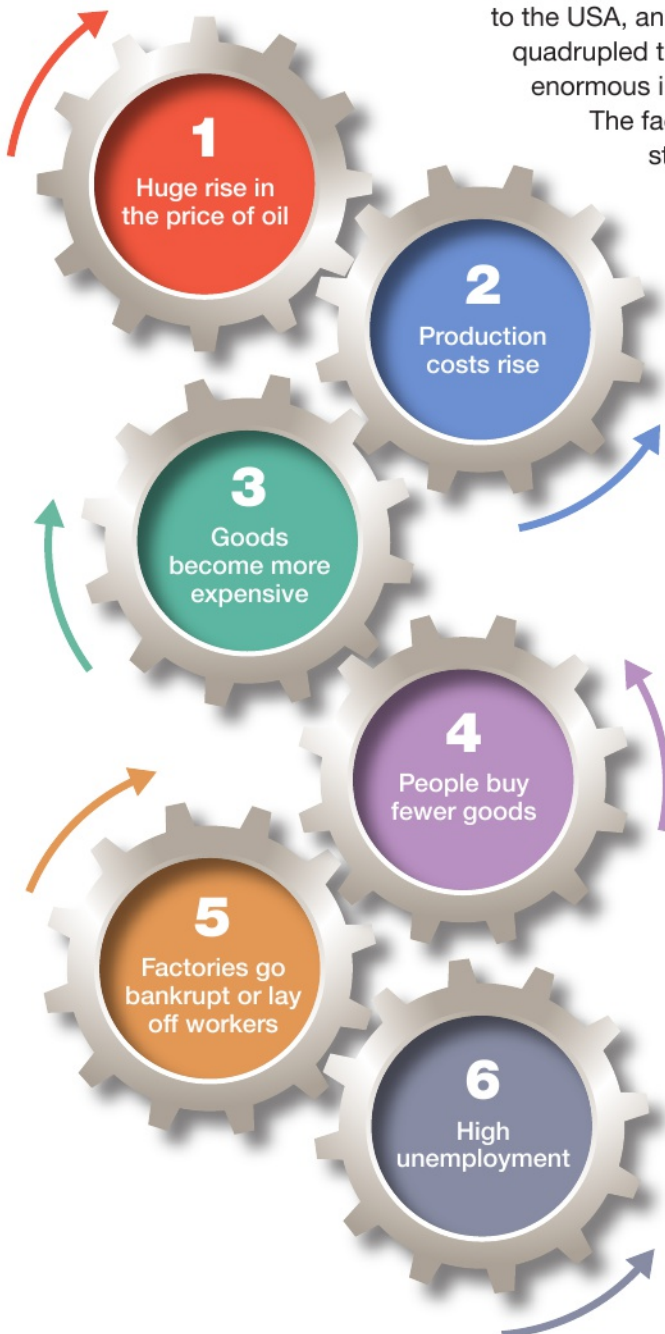 to the USA, an
quadrupled t
enormous i
The fac
st
1
Huge rise in
the price of oil
2
Production
costs rise
3
Goods
become more
expensive
4
People buy
fewer goods
5
Factories go
bankrupt or lay
off workers
6
High
unemployment